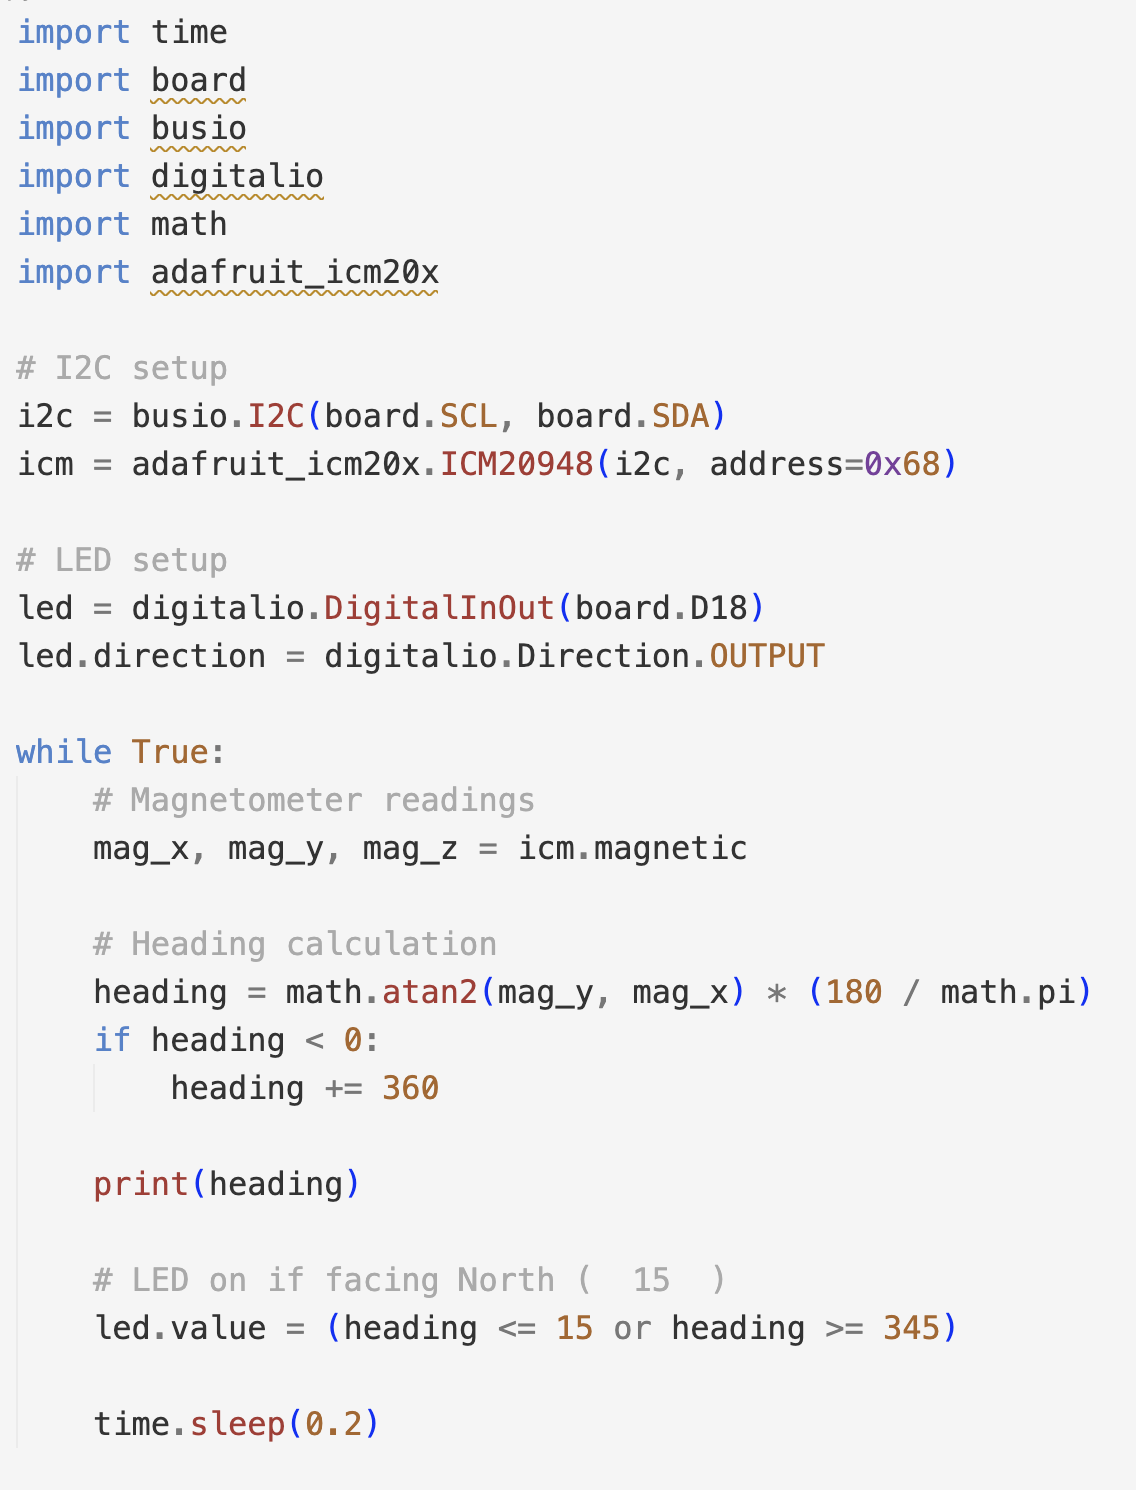 import time
import board
import busio
import digitalio
import math
import adafruit_icm20x

# I2C setup
i2c = busio.I2C(board.SCL, board.SDA)
icm = adafruit_icm20x.ICM20948(i2c, address=0x68)

# LED setup
led = digitalio.DigitalInOut(board.D18)
led.direction = digitalio.Direction.OUTPUT

while True:
    # Magnetometer readings
    mag_x, mag_y, mag_z = icm.magnetic

    # Heading calculation
    heading = math.atan2(mag_y, mag_x) * (180 / math.pi)
    if heading < 0:
        heading += 360

    print(heading)

    # LED on if facing North (  15  )
    led.value = (heading <= 15 or heading >= 345)

    time.sleep(0.2)